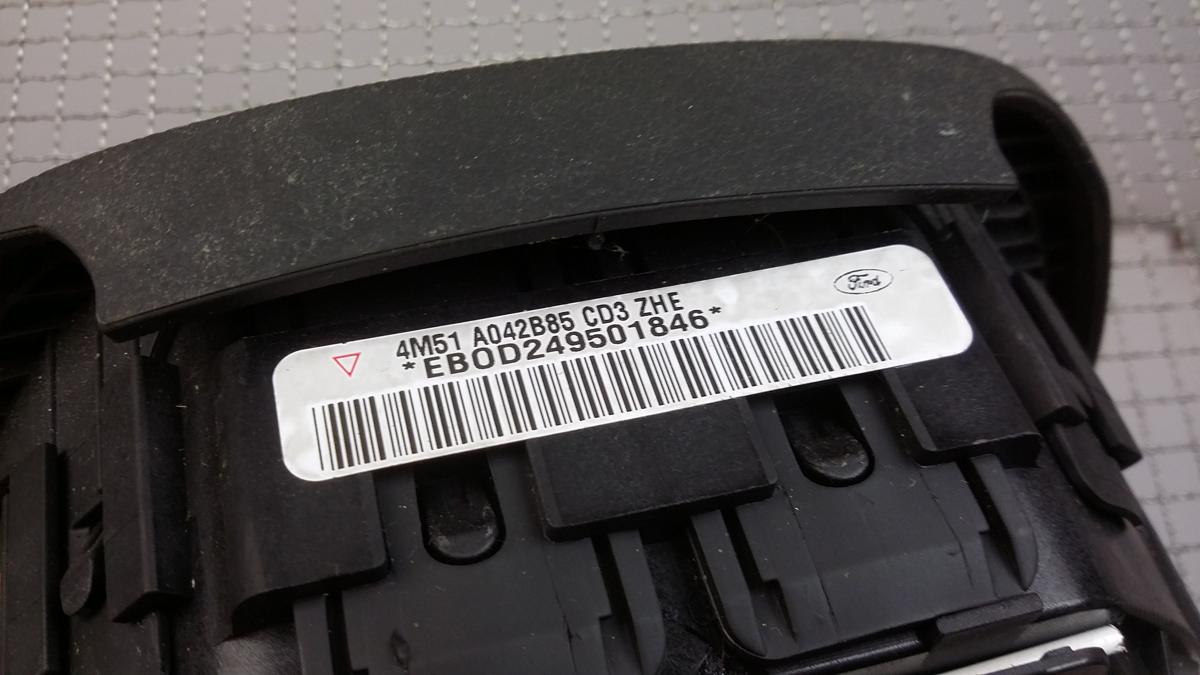 Ford
4M51 A042B85 CD3 ZHE
*EBOD249501846*